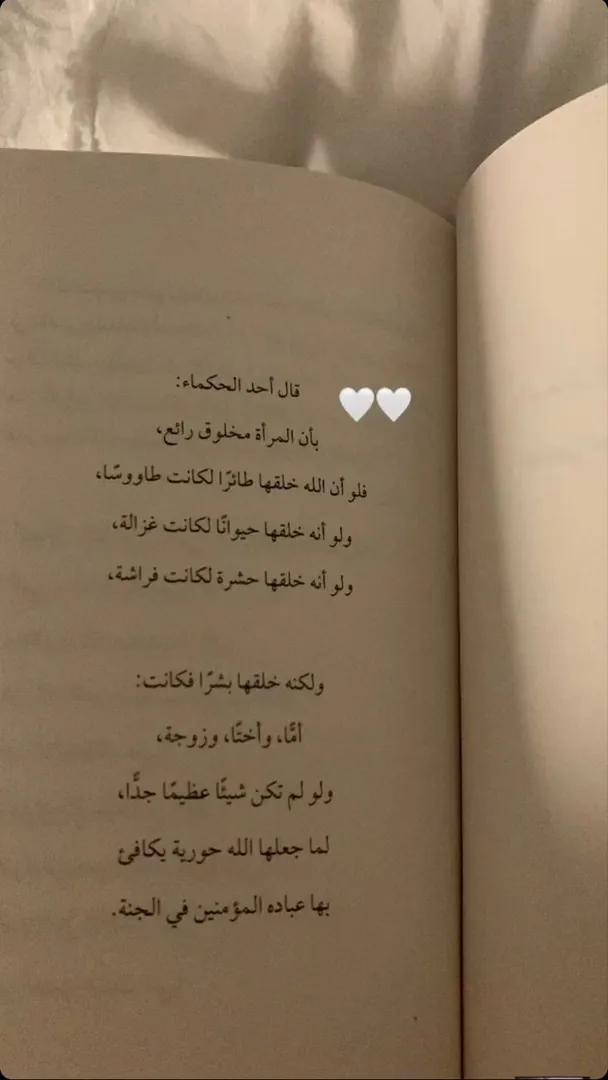 قال أحد الحكماء:
بأن المرأة مخلوق رائع،
فلو أن الله خلقها طائرًا لكانت طاووسًا،
ولو أنه خلقها حيوانًا لكانت غزالة،
ولو أنه خلقها حشرة لكانت فراشة،
ولكنه خلقها بشرًا فكانت:
أمًّا، وأختًا، وزوجة،
ولو لم تكن شيئًا عظيمًا جدًّا،
لما جعلها الله حورية يكافئ
بها عباده المؤمنين في الجنة.